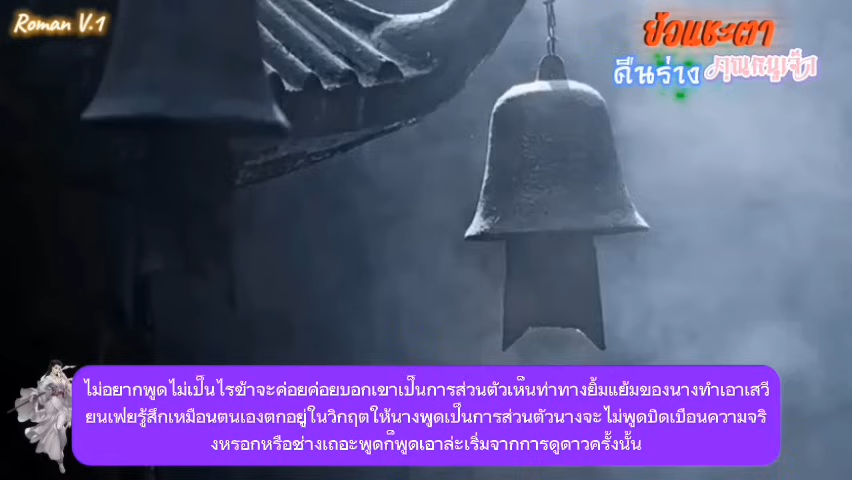 Roman V.1
ย้อนชะตา
คืนร่าง
ไม่อยากพูดไม่เป็นไรข้าจะค่อยค่อยบอกเขาเป็นการส่วนตัวเห็นท่าทางยิ้มแย้มของนางทำเอาเสวี
ยนเฟยรู้สึกเหมือนตนเองตกอยู่ในวิกฤตให้นางพูดเป็นการส่วนตัวนางจะไม่พูดบิดเบือนความจริ
งหรอกหรือช่างเถอะพูดก็พูดเอาล่ะเริ่มจากการดูดาวครั้งนั้น